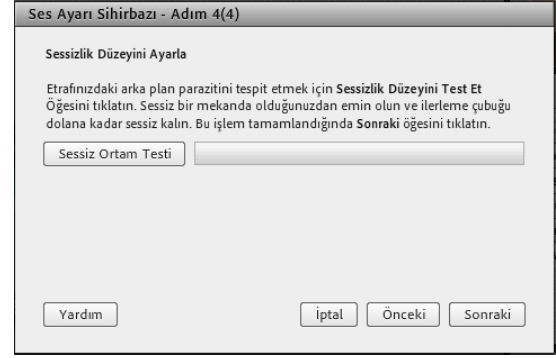 Ses Ayarı Sihirbazı - Adım 4(4)
Sessizlik Düzeyini Ayarla
Etrafınızdaki arka plan parazitini tespit etmek için Sessizlik Düzeyini Test Et
Öğesini tıklatın. Sessiz bir mekanda olduğunuzdan emin olun ve ilerleme çubuğu
dolana kadar sessiz kalın. Bu işlem tamamlandığında Sonraki öğesini tıklatın.
Sessiz Ortam Testi
Yardım
İptal
Önceki
Sonraki